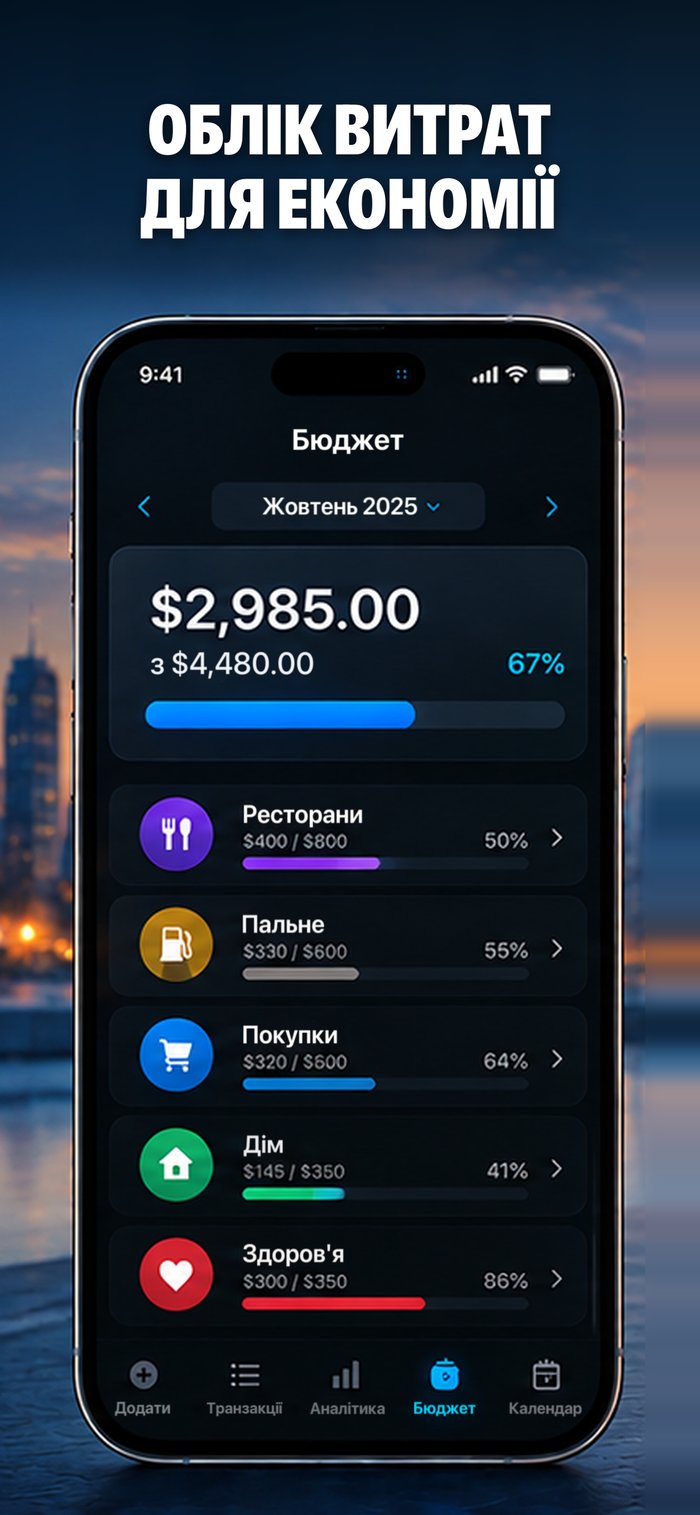 ОБЛІК ВИТРАТ
ДЛЯ ЕКОНОМІЇ
9:41
Бюджет
Жовтень 2025
$2,985.00
з $4,480.00
67%
Ресторани
$400 / $800
50%
Пальне
$330 / $600
55%
Покупки
$320 / $600
64%
Дім
$145 / $350
41%
Здоров'я
$300 / $350
86%
Додати
Транзакції
Аналітика
Бюджет
Календар